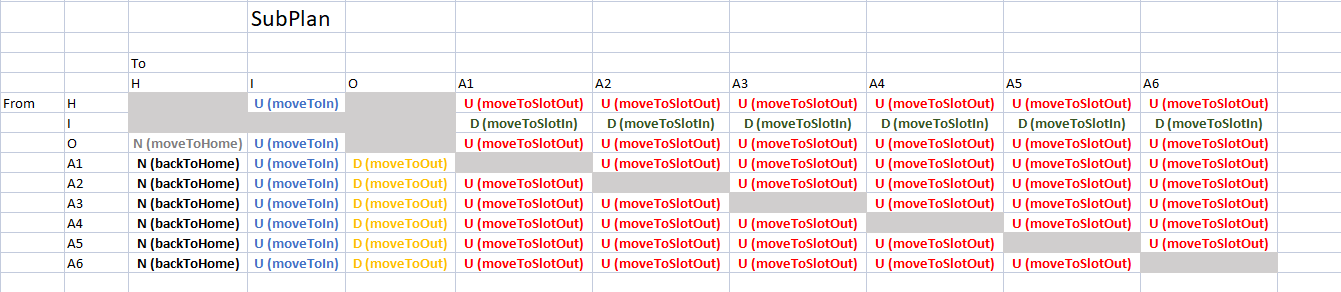 SubPlan
To
H I O A1 A2 A3 A4 A5 A6
From H U (moveToIn) U (moveToSlotOut) U (moveToSlotOut) U (moveToSlotOut) U (moveToSlotOut) U (moveToSlotOut) U (moveToSlotOut)
I D (moveToSlotIn) D (moveToSlotIn) D (moveToSlotIn) D (moveToSlotIn) D (moveToSlotIn) D (moveToSlotIn)
O N (moveToHome) U (moveToIn) U (moveToSlotOut) U (moveToSlotOut) U (moveToSlotOut) U (moveToSlotOut) U (moveToSlotOut) U (moveToSlotOut)
A1 N (backToHome) U (moveToIn) D (moveToOut) U (moveToSlotOut) U (moveToSlotOut) U (moveToSlotOut) U (moveToSlotOut) U (moveToSlotOut)
A2 N (backToHome) U (moveToIn) D (moveToOut) U (moveToSlotOut) U (moveToSlotOut) U (moveToSlotOut) U (moveToSlotOut) U (moveToSlotOut)
A3 N (backToHome) U (moveToIn) D (moveToOut) U (moveToSlotOut) U (moveToSlotOut) U (moveToSlotOut) U (moveToSlotOut) U (moveToSlotOut)
A4 N (backToHome) U (moveToIn) D (moveToOut) U (moveToSlotOut) U (moveToSlotOut) U (moveToSlotOut) U (moveToSlotOut) U (moveToSlotOut)
A5 N (backToHome) U (moveToIn) D (moveToOut) U (moveToSlotOut) U (moveToSlotOut) U (moveToSlotOut) U (moveToSlotOut) U (moveToSlotOut)
A6 N (backToHome) U (moveToIn) D (moveToOut) U (moveToSlotOut) U (moveToSlotOut) U (moveToSlotOut) U (moveToSlotOut) U (moveToSlotOut)